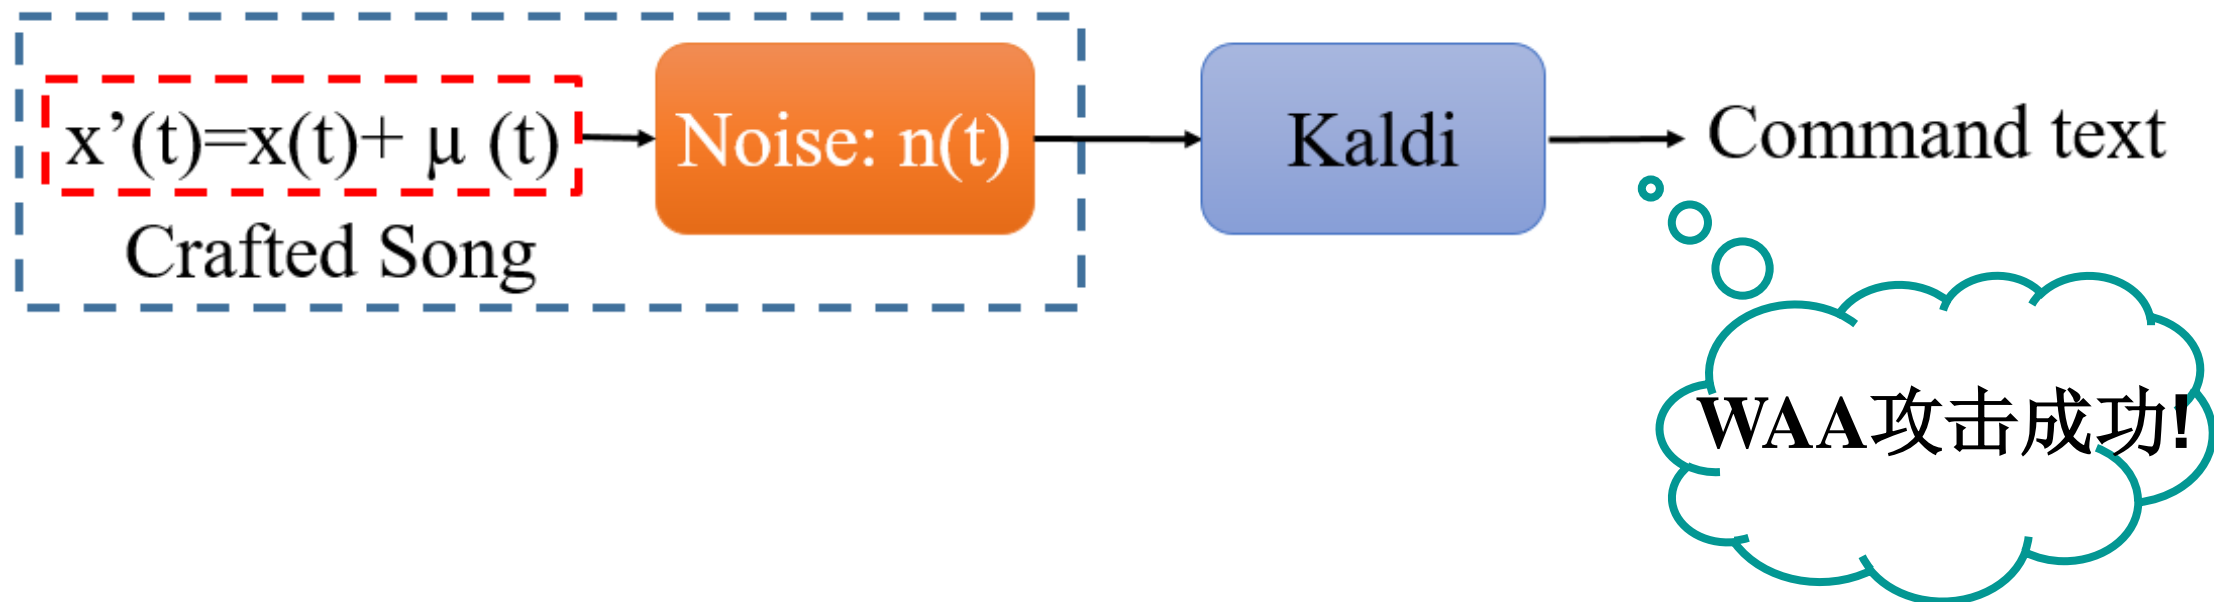 x’(t)=x(t)+ μ (t)
Crafted Song
Noise: n(t)
Kaldi
Command text
WAA攻击成功!